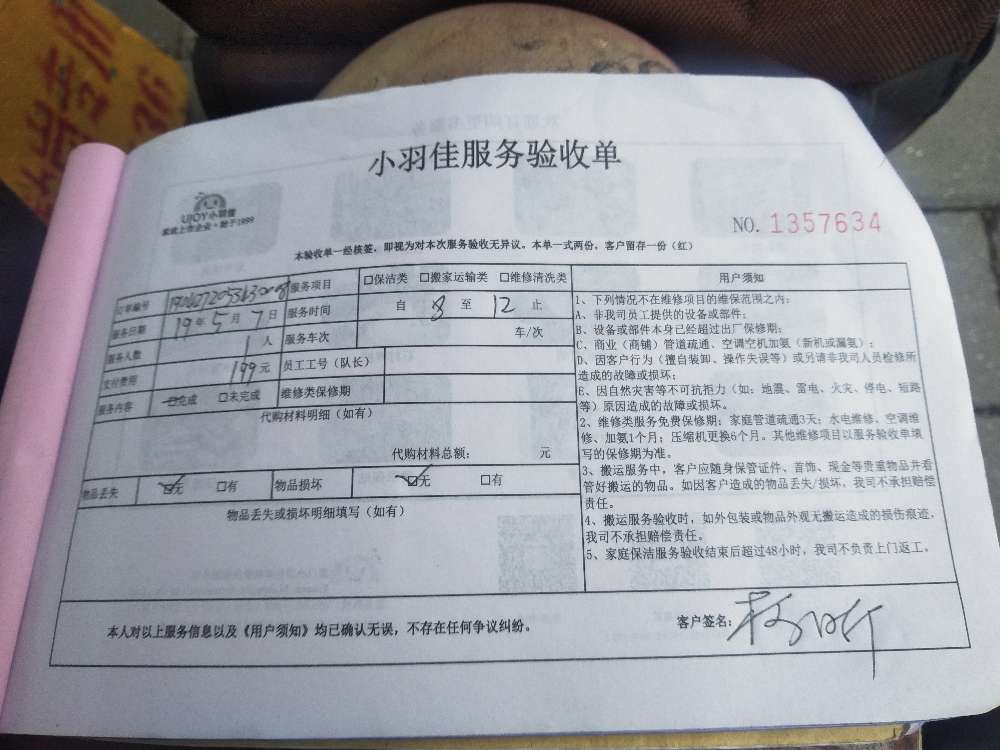 小羽佳服务验收单
UJOY小羽佳
家政上市企业·始于1999
NO. 1357634
本验收单一经核签，即视为对本次服务验收无异议。本单一式两份，客户留存一份（红）
订单编号 服务项目 □保洁类 □搬家运输类 □维修清洗类
服务日期 19年5月7日 服务时间 自 8 至 12 止
服务人数 1人 服务车次 车/次
支付费用 199元 员工工号（队长）
服务内容 □完成 □未完成 维修类保修期
代购材料明细（如有）
代购材料总额： 元
物品丢失 □无 □有 物品损坏 □无 □有
物品丢失或损坏明细填写（如有）
用户须知
1、下列情况不在维修项目的维保范围之内：
A、非我司员工提供的设备或部件；
B、设备或部件本身已经超过出厂保修期；
C、商业（商铺）管道疏通、空调空机加氨（新机或漏氨）；
D、因客户行为（擅自装卸、操作失误等）或另请非我司人员检修所
造成的故障或损坏；
E、因自然灾害等不可抗拒力（如：地震、雷电、火灾、停电、短路
等）原因造成的故障或损坏。
2、维修类服务免费保修期：家庭管道疏通3天；水电维修、空调维
修、加氨1个月；压缩机更换6个月。其他维修项目以服务验收单填
写的保修期为准。
3、搬运服务中，客户应随身保管证件、首饰、现金等贵重物品并看
管好搬运的物品。如因客户造成的物品丢失/损坏，我司不承担赔偿
责任。
4、搬运服务验收时，如外包装或物品外观无搬运造成的损伤痕迹，
我司不承担赔偿责任。
5、家庭保洁服务验收结束后超过48小时，我司不负责上门返工。
本人对以上服务信息以及《用户须知》均已确认无误，不存在任何争议纠纷。
客户签名：